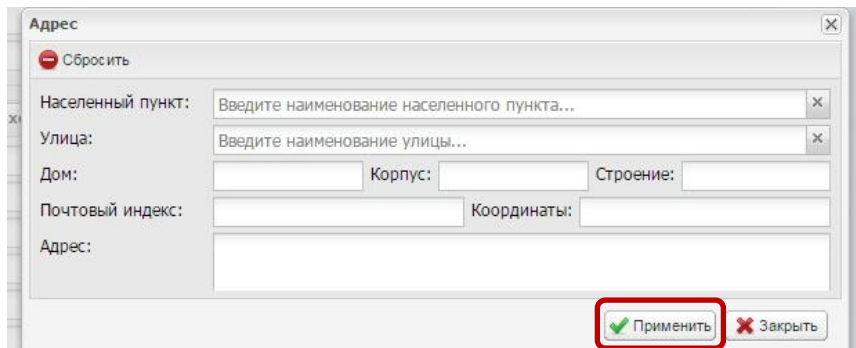 Адрес
Сбросить
Населенный пункт: Введите наименование населенного пункта...
Улица: Введите наименование улицы...
Дом: Корпус: Строение:
Почтовый индекс: Координаты:
Адрес:
Применить Закрыть